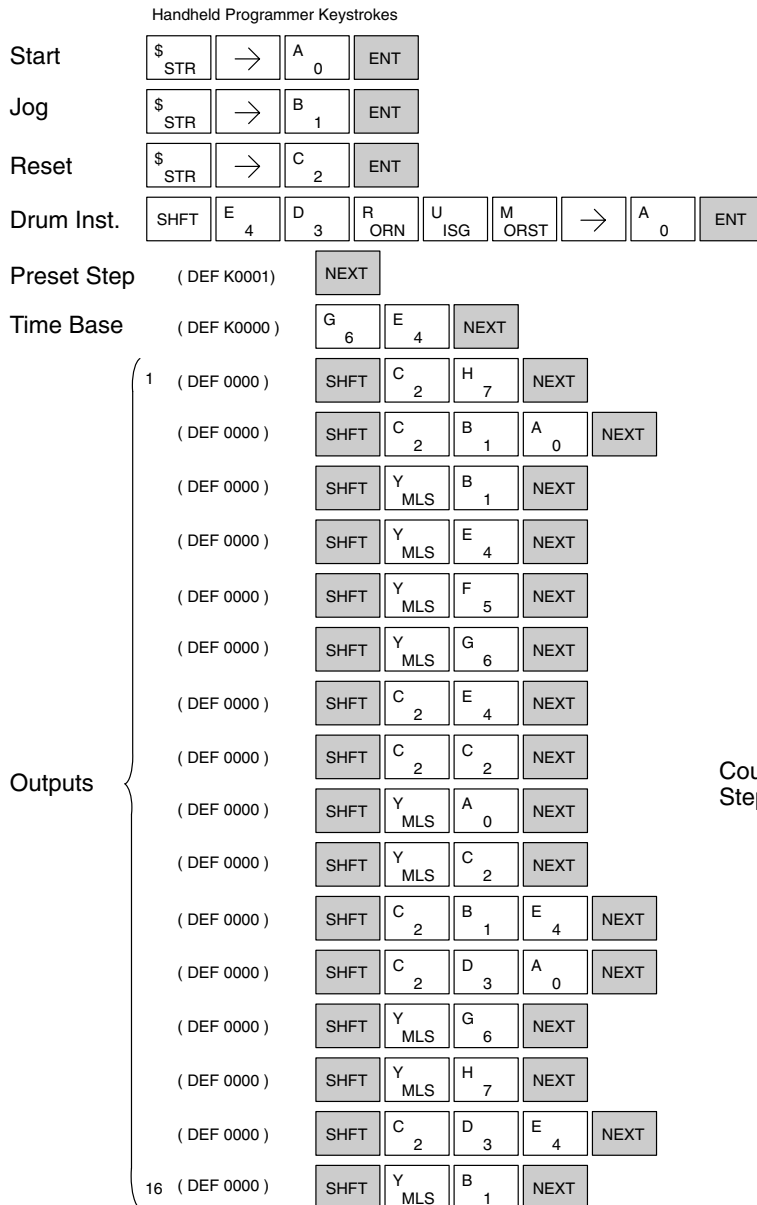 Handheld Programmer Keystrokes
Start $ STR → A 0 ENT
Jog $ STR → B 1 ENT
Reset $ STR → C 2 ENT
Drum Inst. SHFT E 4 D 3 R ORN U ISG M ORST → A 0 ENT
Preset Step ( DEF K0001) NEXT
Time Base ( DEF K0000 ) G 6 E 4 NEXT
1 ( DEF 0000 ) SHFT C 2 H 7 NEXT
( DEF 0000 ) SHFT C 2 B 1 A 0 NEXT
( DEF 0000 ) SHFT Y MLS B 1 NEXT
( DEF 0000 ) SHFT Y MLS E 4 NEXT
( DEF 0000 ) SHFT Y MLS F 5 NEXT
( DEF 0000 ) SHFT Y MLS G 6 NEXT
( DEF 0000 ) SHFT C 2 E 4 NEXT
( DEF 0000 ) SHFT C 2 C 2 NEXT
Outputs
( DEF 0000 ) SHFT Y MLS A 0 NEXT
( DEF 0000 ) SHFT Y MLS C 2 NEXT
( DEF 0000 ) SHFT C 2 B 1 E 4 NEXT
( DEF 0000 ) SHFT C 2 D 3 A 0 NEXT
( DEF 0000 ) SHFT Y MLS G 6 NEXT
( DEF 0000 ) SHFT Y MLS H 7 NEXT
( DEF 0000 ) SHFT C 2 D 3 E 4 NEXT
16 ( DEF 0000 ) SHFT Y MLS B 1 NEXT